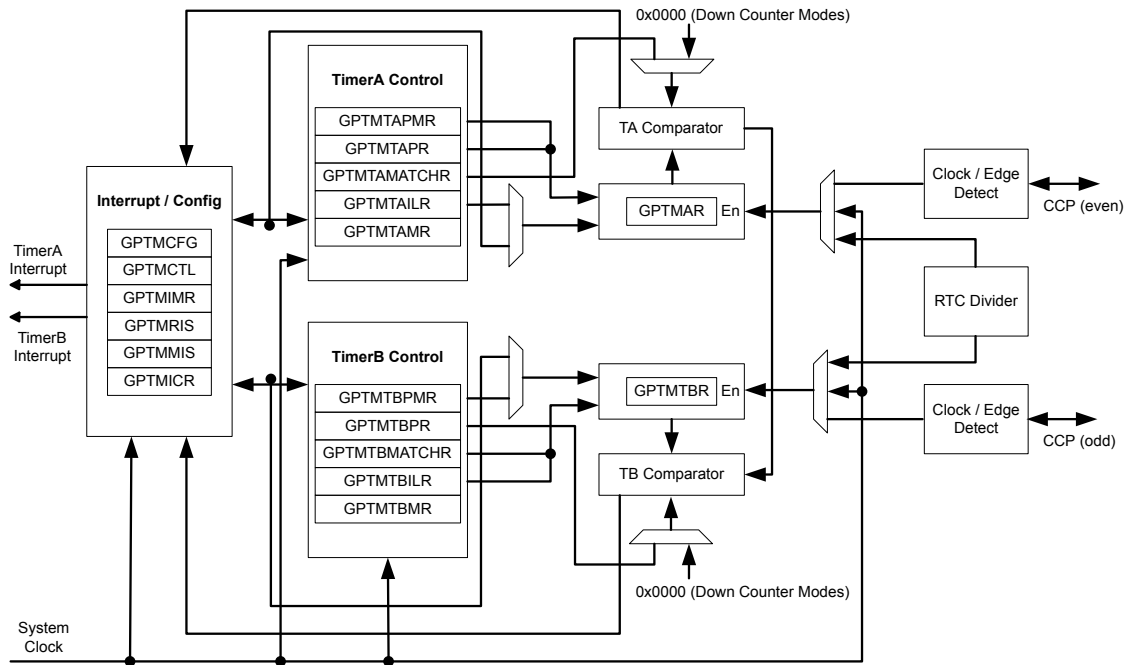 0x0000 (Down Counter Modes)
TimerA Control
GPTMTAPMR
GPTMTAPR
GPTMTAMATCHR
GPTMTAILR
GPTMTAMR
TA Comparator
GPTMAR
En
Clock / Edge
Detect
CCP (even)
Interrupt / Config
GPTMCFG
GPTMCTL
GPTMIMR
GPTMRIS
GPTMMIS
GPTMICR
TimerA
Interrupt
TimerB
Interrupt
RTC Divider
TimerB Control
GPTMTBPMR
GPTMTBPR
GPTMTBMATCHR
GPTMTBILR
GPTMTBMR
GPTMTBR
En
TB Comparator
Clock / Edge
Detect
CCP (odd)
0x0000 (Down Counter Modes)
System
Clock